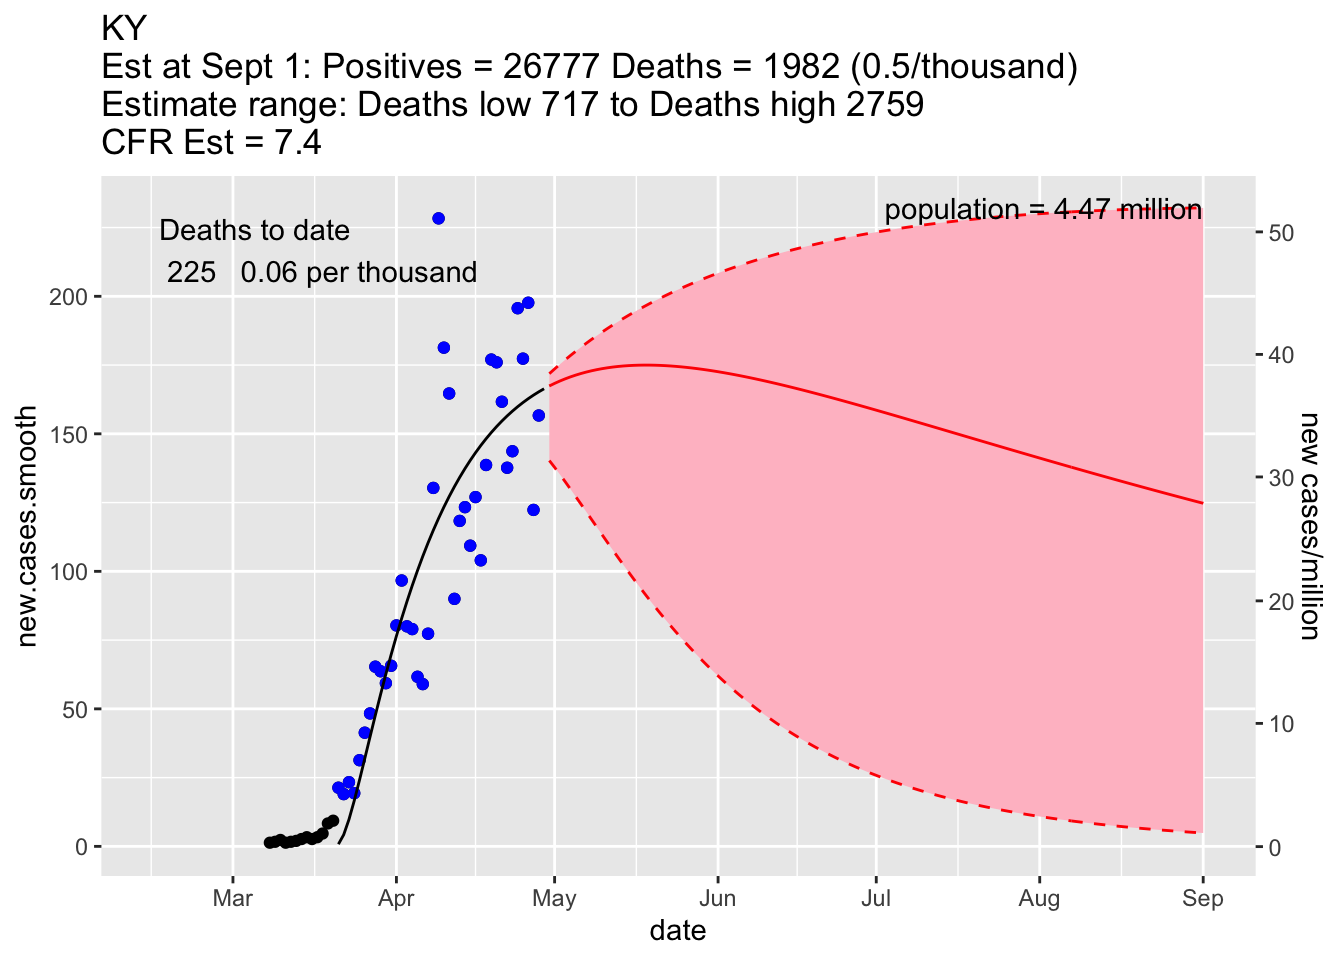 KY
Est at Sept 1: Positives = 26777 Deaths = 1982 (0.5/thousand)
Estimate range: Deaths low 717 to Deaths high 2759
CFR Est = 7.4
Deaths to date
225 0.06 per thousand
population = 4.47 million
new.cases.smooth
200
150
100
50
0
50
40
30
20
10
0
new cases/million
Mar Apr May Jun Jul Aug Sep
date